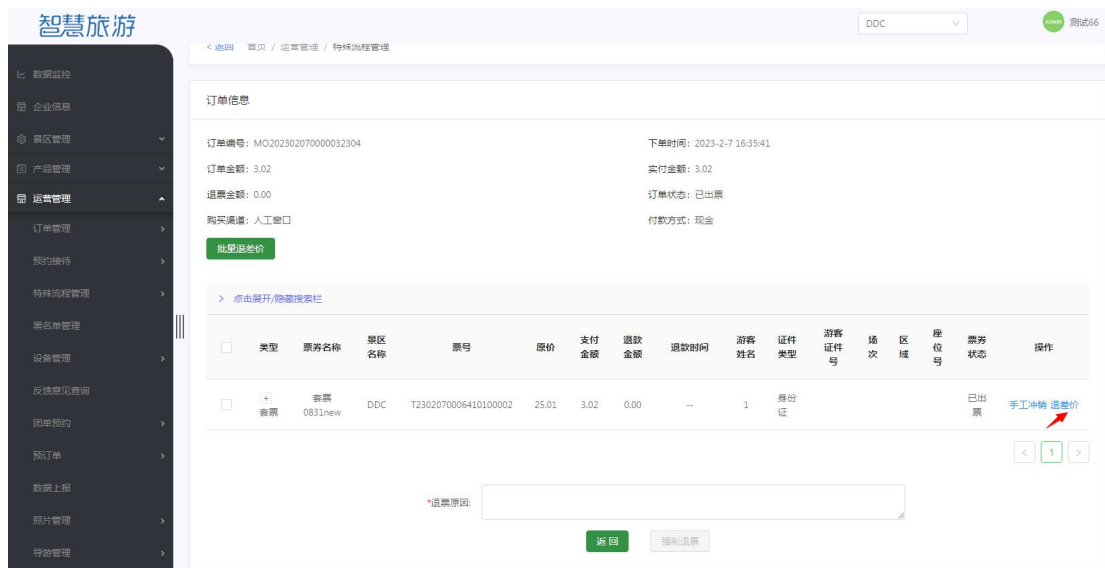 智慧旅游
DDC
ADMIN 测试66
数据监控
企业信息
景区管理
产品管理
运营管理
订单管理
预约接待
特殊流程管理
黑名单管理
设备管理
反馈意见查询
团单预约
预订单
数据上报
照片管理
导游管理
< 返回 首页 / 运营管理 / 特殊流程管理
订单信息
订单编号: MO202302070000032304 下单时间: 2023-2-7 16:35:41
订单金额: 3.02 实付金额: 3.02
退票金额: 0.00 订单状态: 已出票
购买渠道: 人工窗口 付款方式: 现金
批量退差价
> 点击展开/隐藏搜索栏
类型 票券名称 景区名称 票号 原价 支付金额 退款金额 退款时间 游客姓名 证件类型 游客证件号 场次 区域 座位号 票券状态 操作
+ 套票 套票0831new DDC T2302070006410100002 25.01 3.02 0.00 -- 1 身份证 已出票 手工冲销 退差价
< 1 >
*退票原因:
返 回 强制退票